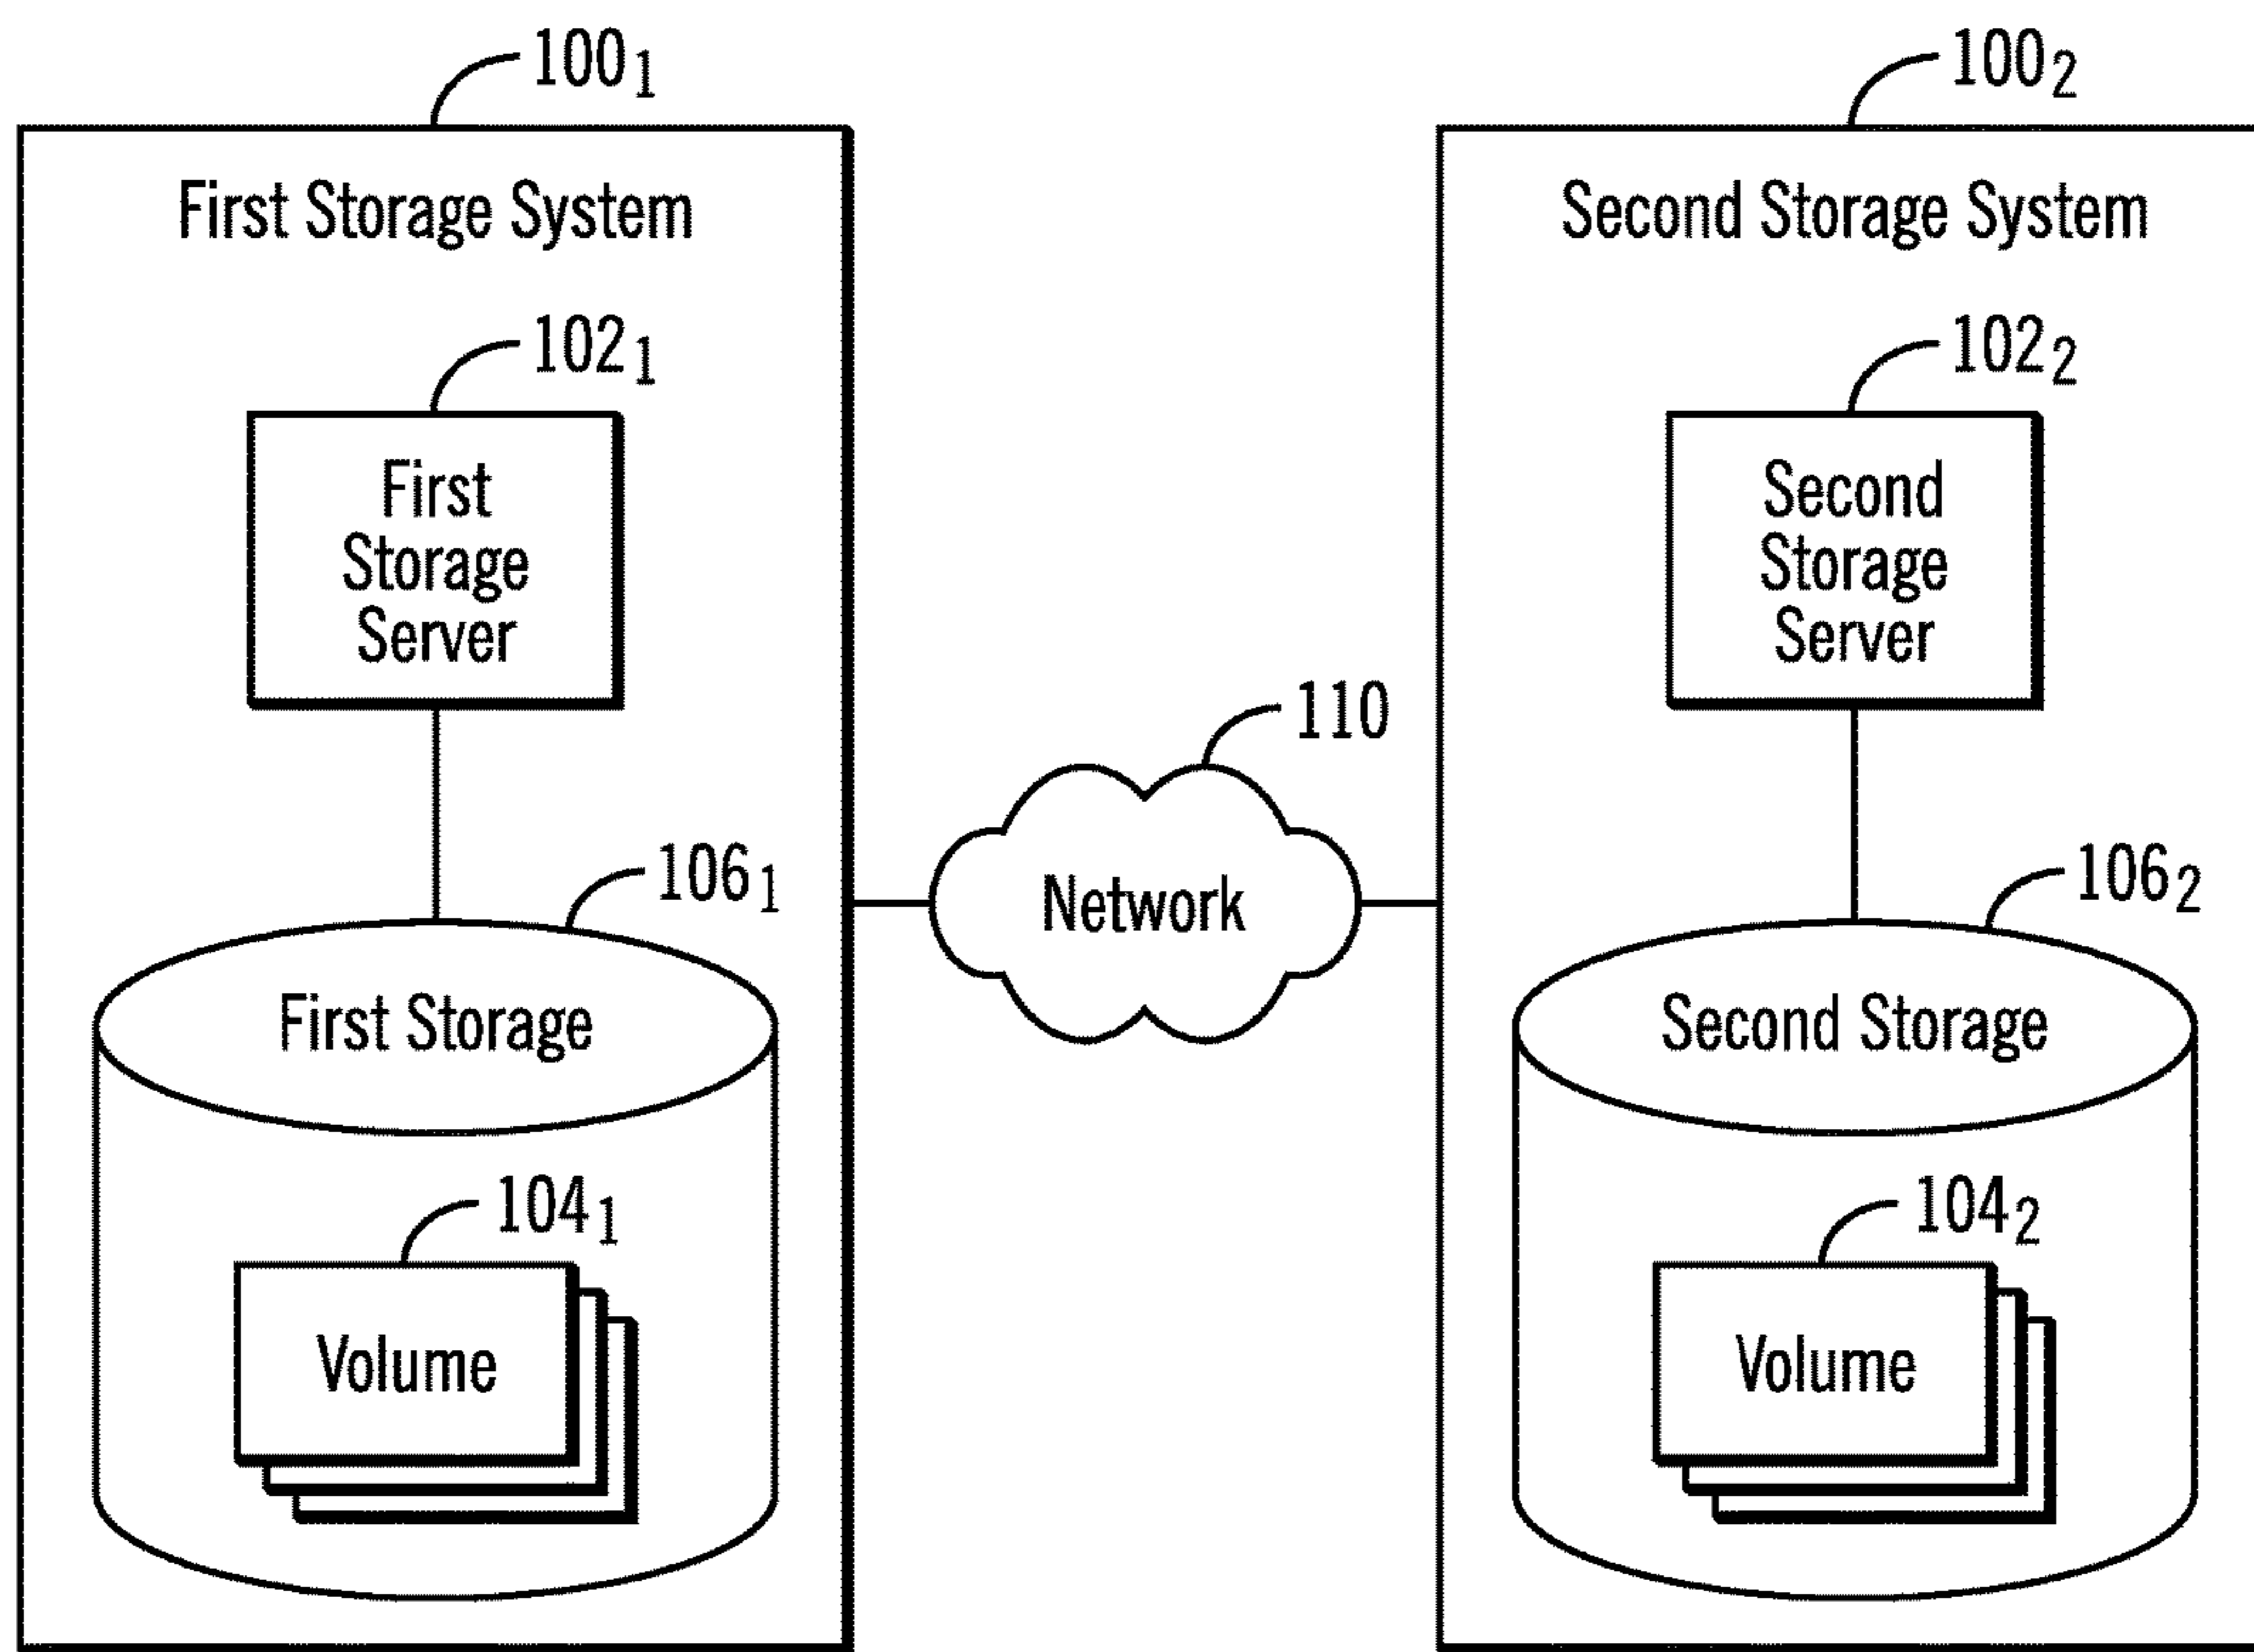 100₁
First Storage System
102₁
First
Storage
Server
106₁
First Storage
104₁
Volume
110
Network
100₂
Second Storage System
102₂
Second
Storage
Server
106₂
Second Storage
104₂
Volume